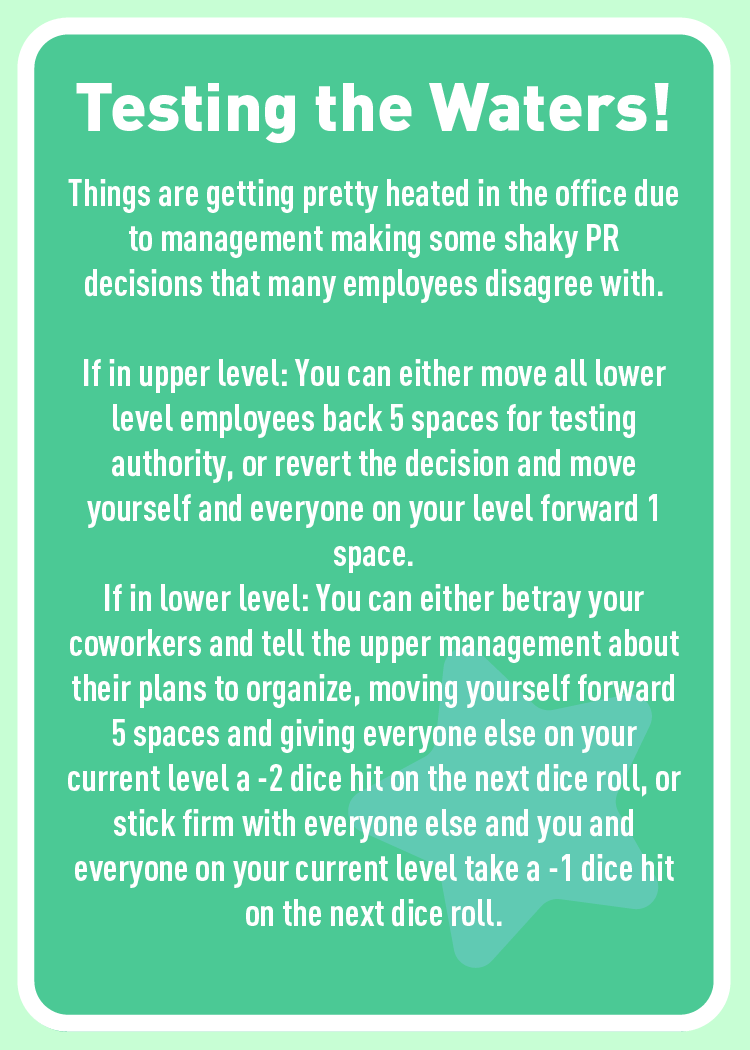 Testing the Waters!
Things are getting pretty heated in the office due
to management making some shaky PR
decisions that many employees disagree with.
If in upper level: You can either move all lower
level employees back 5 spaces for testing
authority, or revert the decision and move
yourself and everyone on your level forward 1
space.
If in lower level: You can either betray your
coworkers and tell the upper management about
their plans to organize, moving yourself forward
5 spaces and giving everyone else on your
current level a -2 dice hit on the next dice roll, or
stick firm with everyone else and you and
everyone on your current level take a -1 dice hit
on the next dice roll.